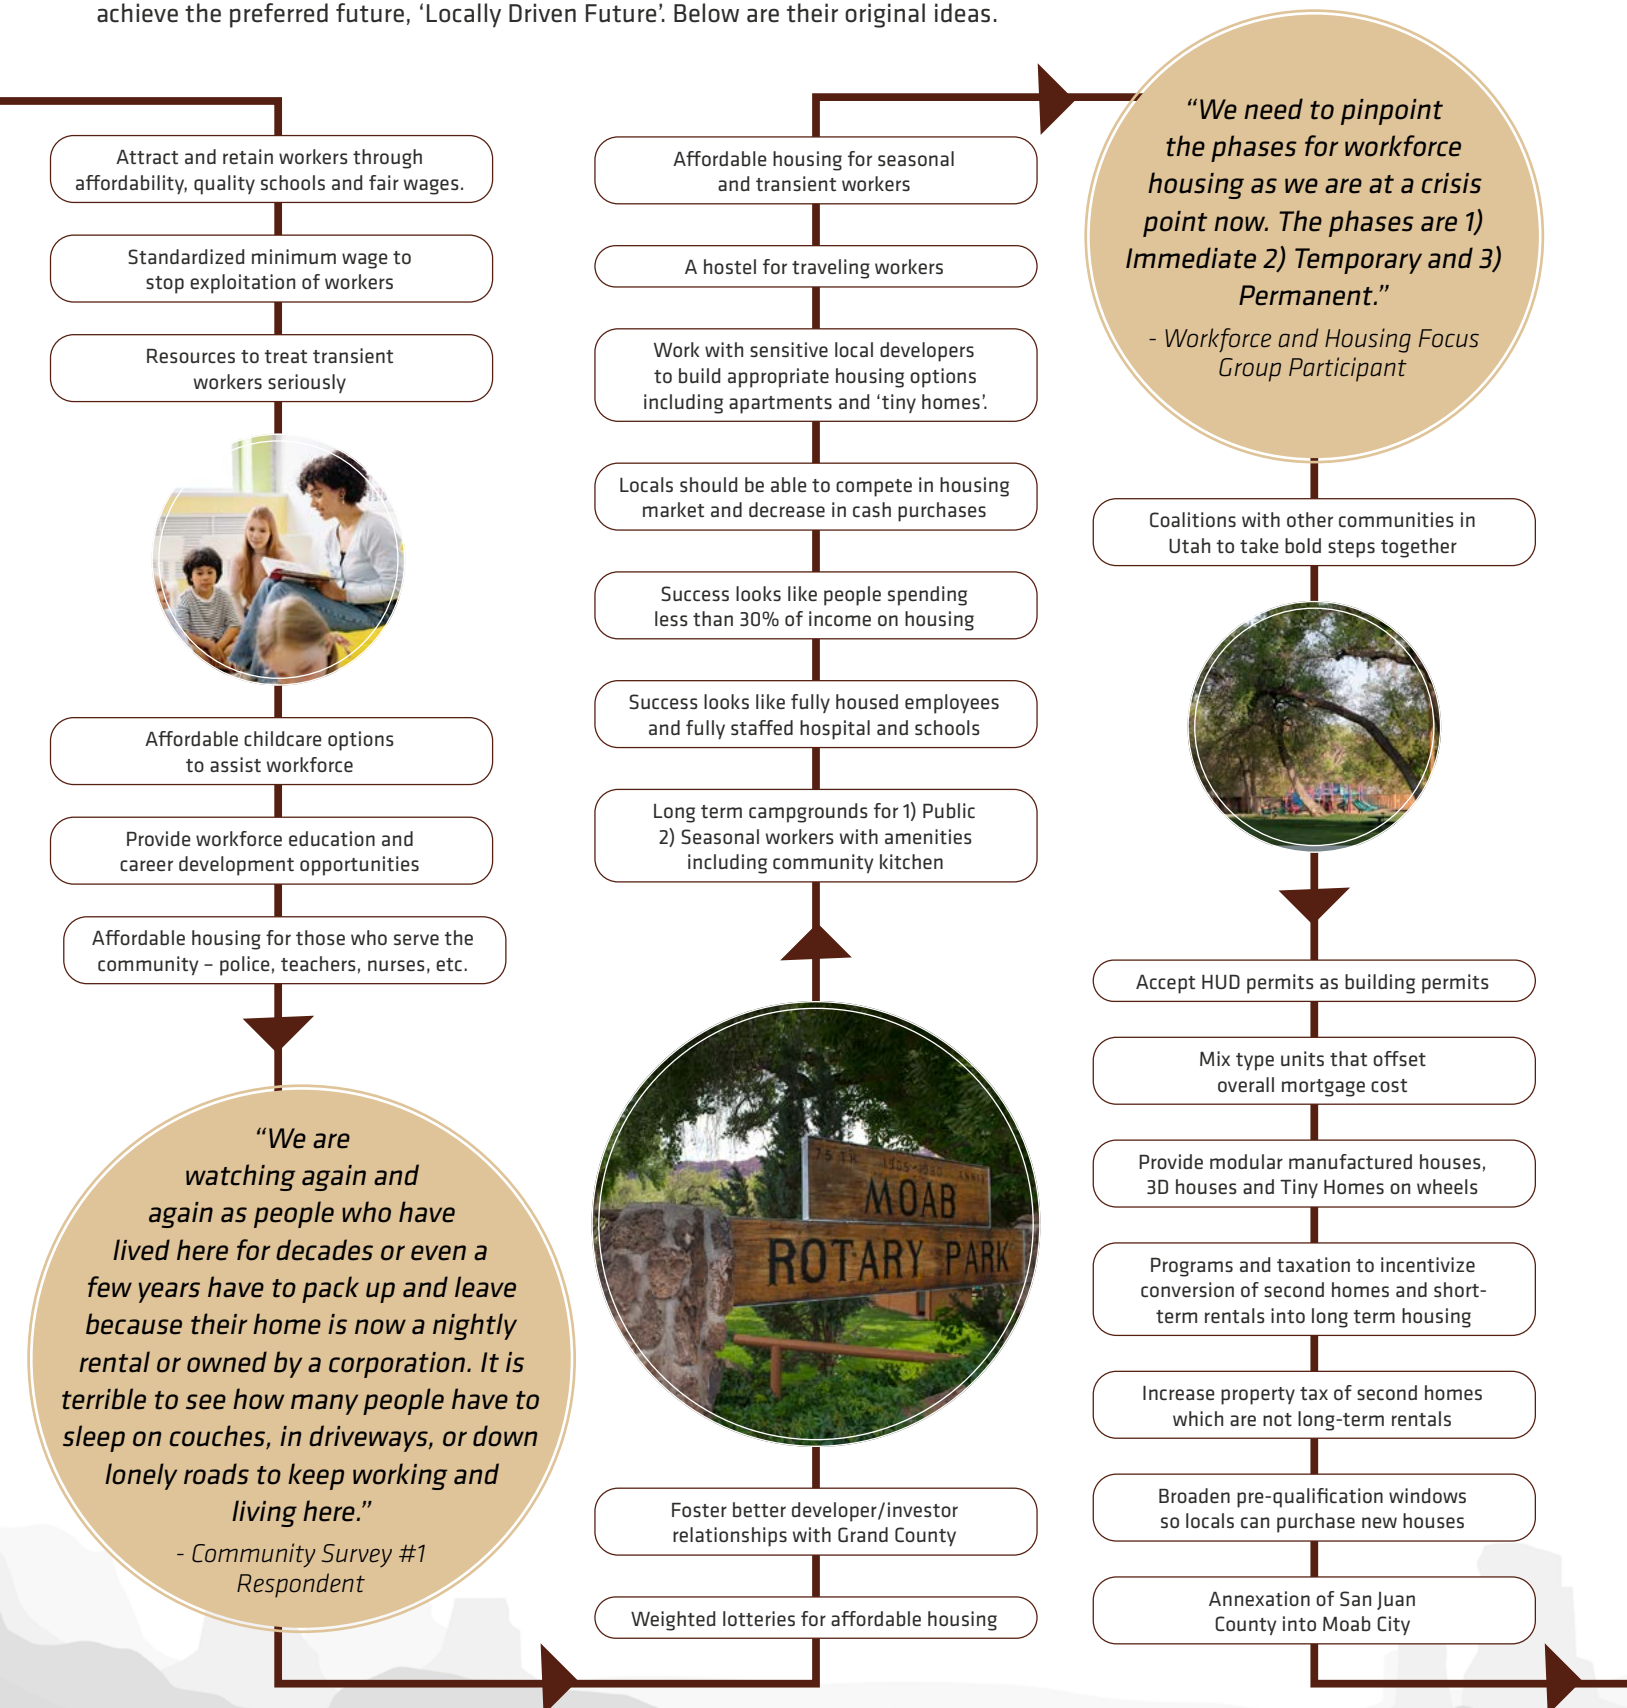 achieve the preferred future, ‘Locally Driven Future’. Below are their original ideas.
Attract and retain workers through
affordability, quality schools and fair wages.
Standardized minimum wage to
stop exploitation of workers
Resources to treat transient
workers seriously
Affordable childcare options
to assist workforce
Provide workforce education and
career development opportunities
Affordable housing for those who serve the
community – police, teachers, nurses, etc.
“We are
watching again and
again as people who have
lived here for decades or even a
few years have to pack up and leave
because their home is now a nightly
rental or owned by a corporation. It is
terrible to see how many people have to
sleep on couches, in driveways, or down
lonely roads to keep working and
living here.”
- Community Survey #1
Respondent
Affordable housing for seasonal
and transient workers
A hostel for traveling workers
Work with sensitive local developers
to build appropriate housing options
including apartments and ‘tiny homes’.
Locals should be able to compete in housing
market and decrease in cash purchases
Success looks like people spending
less than 30% of income on housing
Success looks like fully housed employees
and fully staffed hospital and schools
Long term campgrounds for 1) Public
2) Seasonal workers with amenities
including community kitchen
75TH 1905-1980 ANNIV
MOAB
ROTARY PARK
Foster better developer/investor
relationships with Grand County
Weighted lotteries for affordable housing
“We need to pinpoint
the phases for workforce
housing as we are at a crisis
point now. The phases are 1)
Immediate 2) Temporary and 3)
Permanent.”
- Workforce and Housing Focus
Group Participant
Coalitions with other communities in
Utah to take bold steps together
Accept HUD permits as building permits
Mix type units that offset
overall mortgage cost
Provide modular manufactured houses,
3D houses and Tiny Homes on wheels
Programs and taxation to incentivize
conversion of second homes and short-
term rentals into long term housing
Increase property tax of second homes
which are not long-term rentals
Broaden pre-qualification windows
so locals can purchase new houses
Annexation of San Juan
County into Moab City